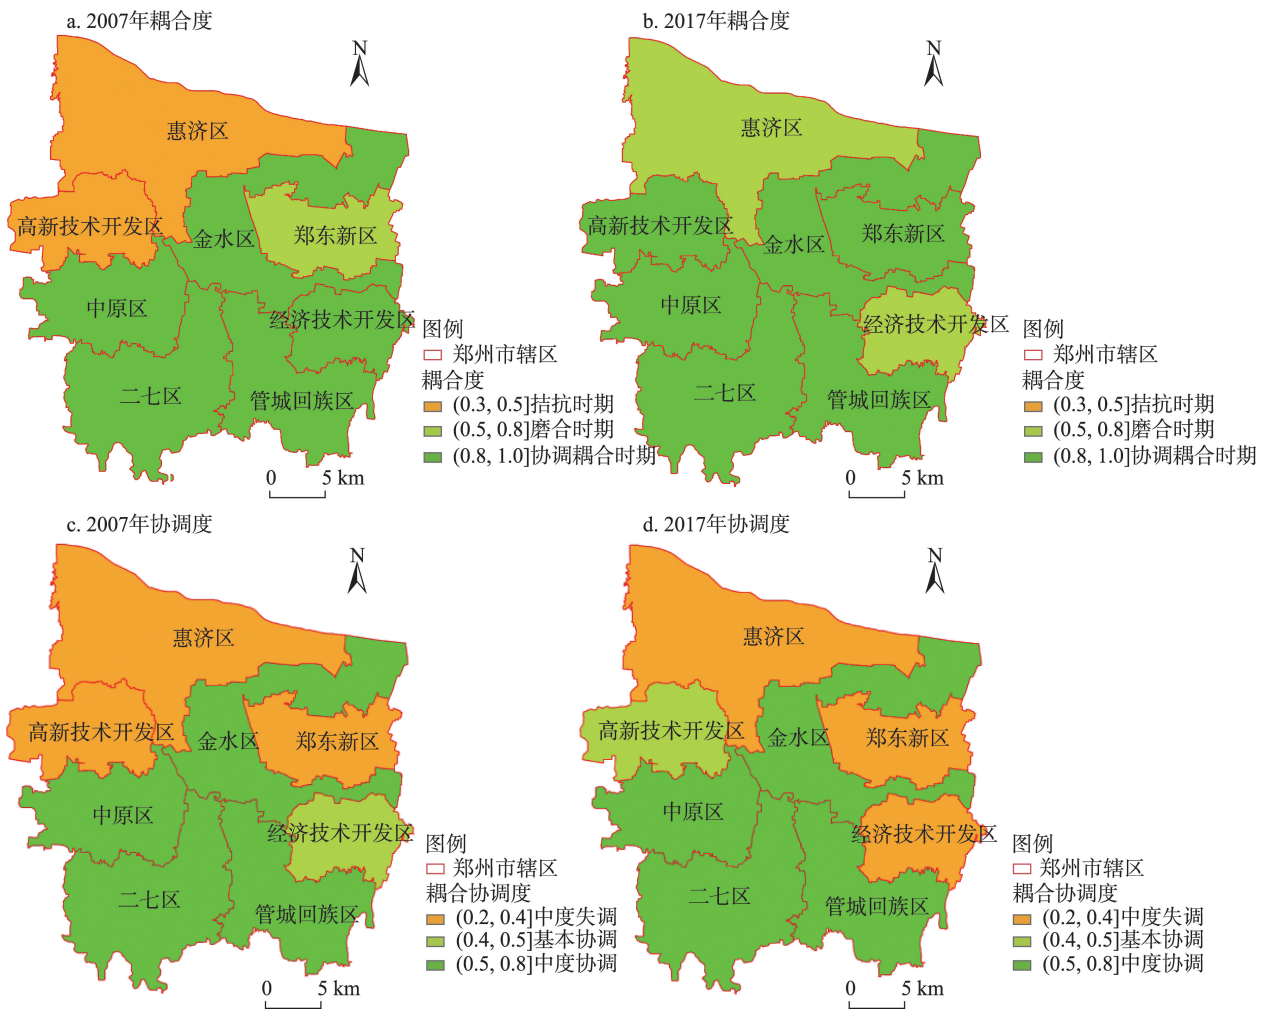 a. 2007年耦合度
N
惠济区
高新技术开发区
金水区
郑东新区
中原区
经济技术开发区
二七区
管城回族区
图例
郑州市辖区
耦合度
(0.3, 0.5]拮抗时期
(0.5, 0.8]磨合时期
(0.8, 1.0]协调耦合时期
0 5 km
b. 2017年耦合度
N
惠济区
高新技术开发区
金水区
郑东新区
中原区
经济技术开发区
二七区
管城回族区
图例
郑州市辖区
耦合度
(0.3, 0.5]拮抗时期
(0.5, 0.8]磨合时期
(0.8, 1.0]协调耦合时期
0 5 km
c. 2007年协调度
N
惠济区
高新技术开发区
金水区
郑东新区
中原区
经济技术开发区
二七区
管城回族区
图例
郑州市辖区
耦合协调度
(0.2, 0.4]中度失调
(0.4, 0.5]基本协调
(0.5, 0.8]中度协调
0 5 km
d. 2017年协调度
N
惠济区
高新技术开发区
金水区
郑东新区
中原区
经济技术开发区
二七区
管城回族区
图例
郑州市辖区
耦合协调度
(0.2, 0.4]中度失调
(0.4, 0.5]基本协调
(0.5, 0.8]中度协调
0 5 km